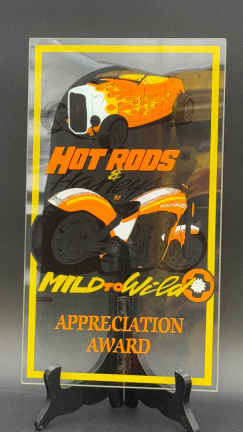 HOT RODS
&
MILD TO Wild
APPRECIATION
AWARD